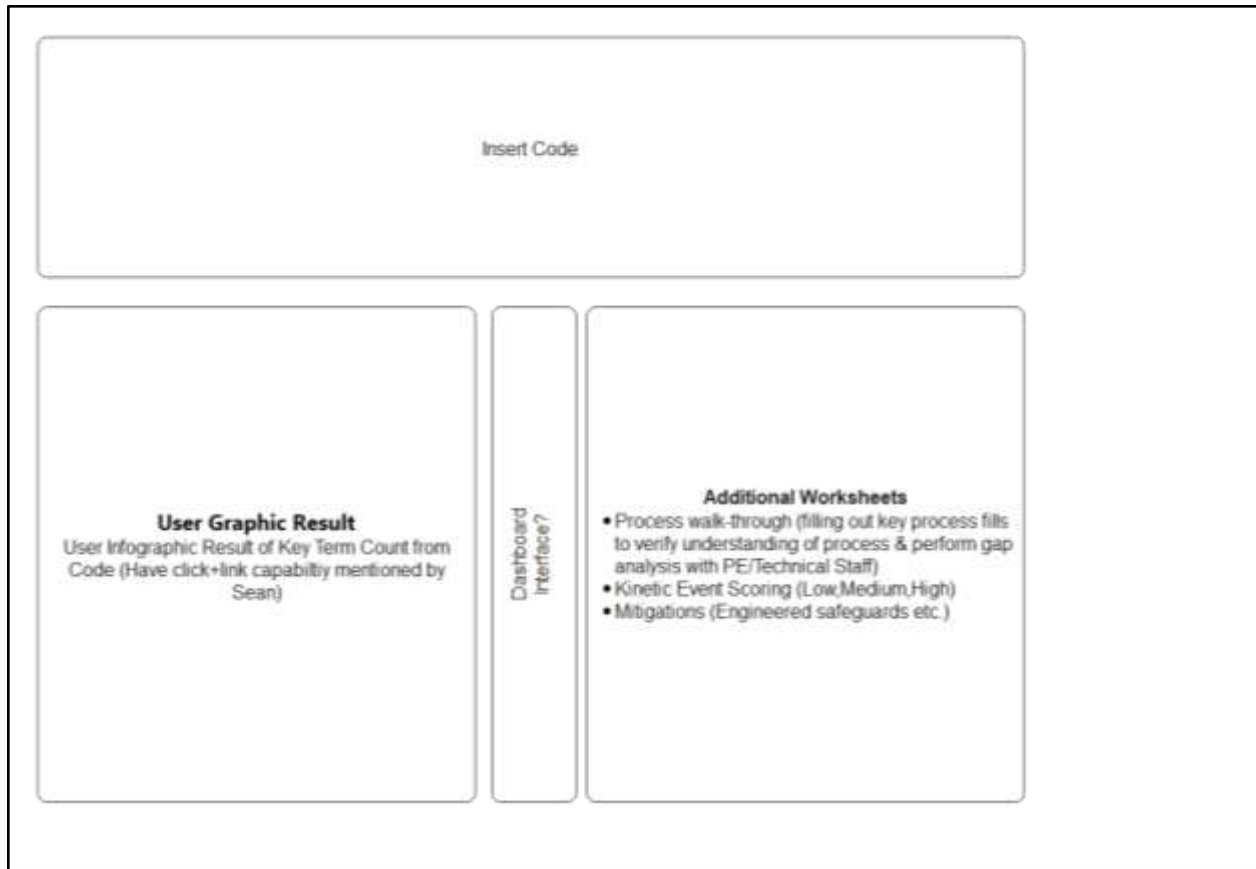 Insert Code
User Graphic Result
User Infographic Result of Key Term Count from
Code (Have click+link capabiltiy mentioned by
Sean)
Dashboard
Interface?
Additional Worksheets
• Process walk-through (filling out key process fills
to verify understanding of process & perform gap
analysis with PE/Technical Staff)
• Kinetic Event Scoring (Low,Medium,High)
• Mitigations (Engineered safeguards etc.)